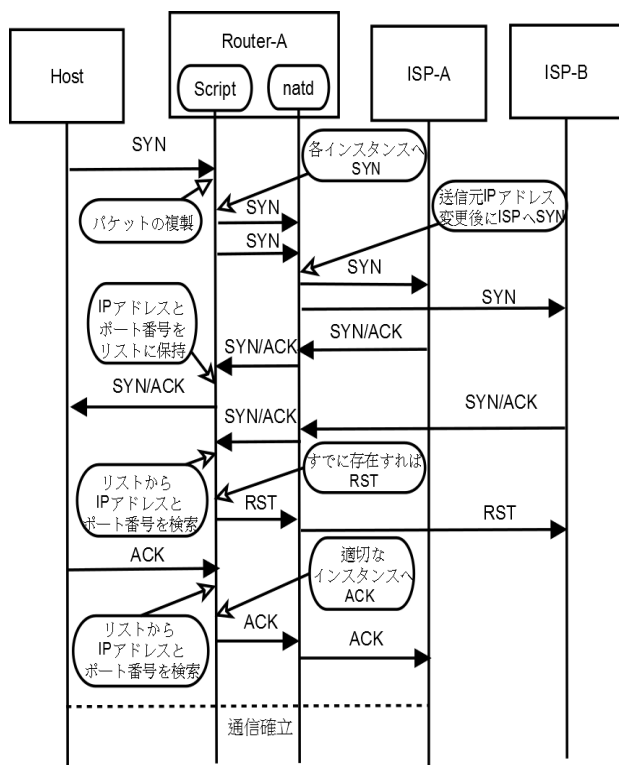 Router-A
Host
Script
natd
ISP-A
ISP-B
SYN
各インスタンスへ
SYN
パケットの複製
SYN
SYN
送信元IPアドレス
変更後にISPへSYN
SYN
SYN
IPアドレスと
ポート番号を
リストに保持
SYN/ACK
SYN/ACK
SYN/ACK
SYN/ACK
SYN/ACK
リストから
IPアドレスと
ポート番号を検索
すでに存在すれば
RST
RST
RST
ACK
適切な
インスタンスへ
ACK
リストから
IPアドレスと
ポート番号を検索
ACK
ACK
通信確立